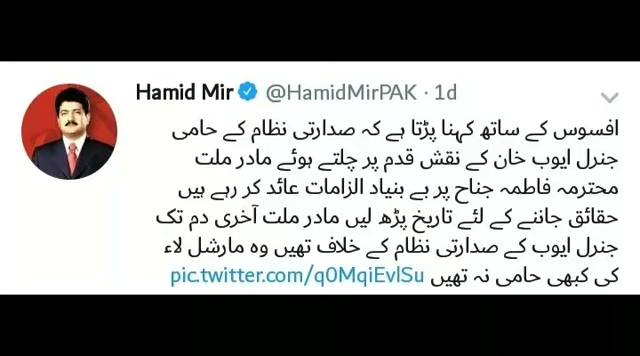 Hamid Mir @HamidMirPAK · 1d
افسوس کے ساتھ کہنا پڑتا ہے کہ صدارتی نظام کے حامی
جنرل ایوب خان کے نقش قدم پر چلتے ہوئے مادر ملت
محترمہ فاطمہ جناح پر بے بنیاد الزامات عائد کر رہے ہیں
حقائق جاننے کے لئے تاریخ پڑھ لیں مادر ملت آخری دم تک
جنرل ایوب کے صدارتی نظام کے خلاف تھیں وہ مارشل لاء
کی کبھی حامی نہ تھیں pic.twitter.com/q0MqiEvlSu